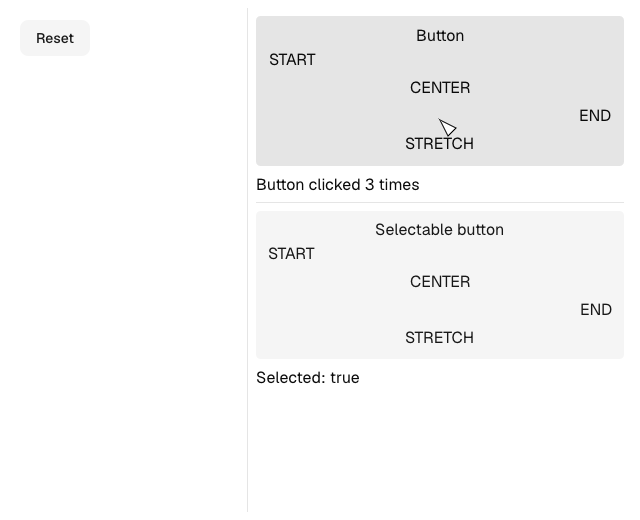 Reset
Button
START
CENTER
END
STRETCH
Button clicked 3 times
Selectable button
START
CENTER
END
STRETCH
Selected: true